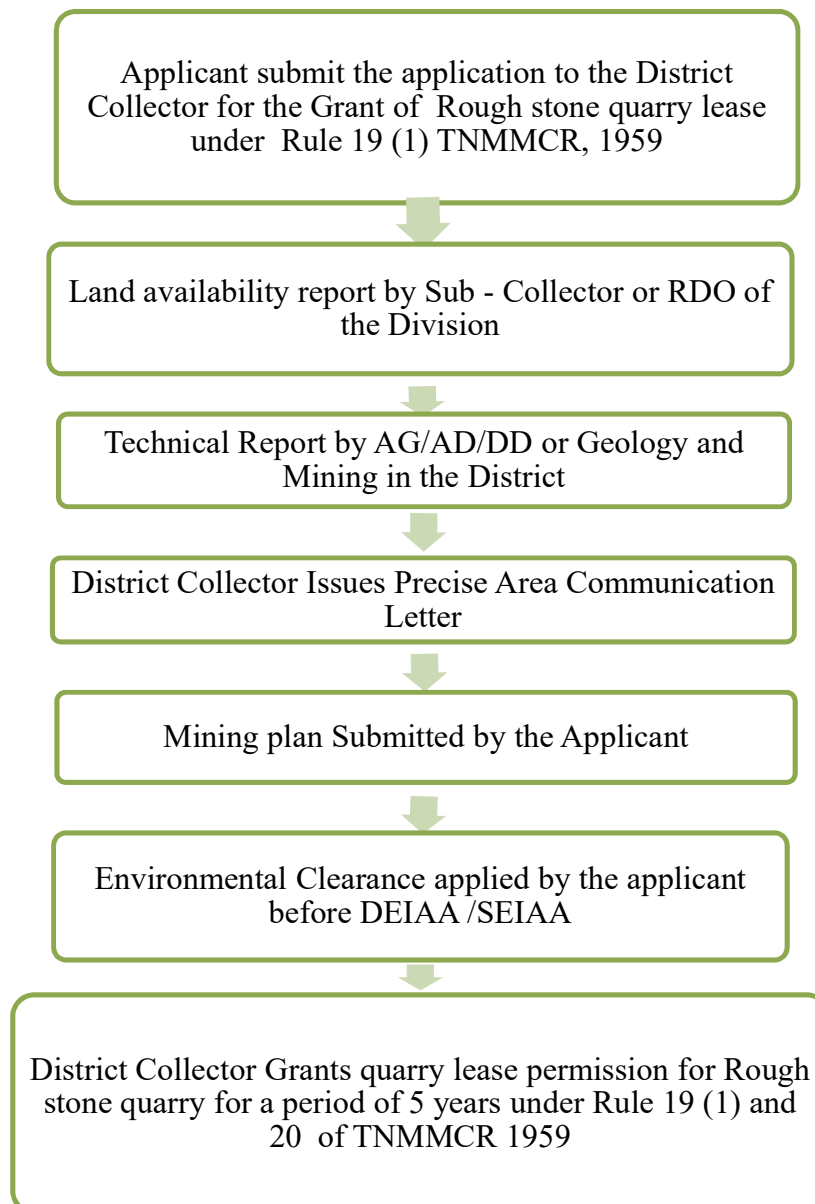 Applicant submit the application to the District
Collector for the Grant of Rough stone quarry lease
under Rule 19 (1) TNMMCR, 1959
Land availability report by Sub - Collector or RDO of
the Division
Technical Report by AG/AD/DD or Geology and
Mining in the District
District Collector Issues Precise Area Communication
Letter
Mining plan Submitted by the Applicant
Environmental Clearance applied by the applicant
before DEIAA /SEIAA
District Collector Grants quarry lease permission for Rough
stone quarry for a period of 5 years under Rule 19 (1) and
20 of TNMMCR 1959